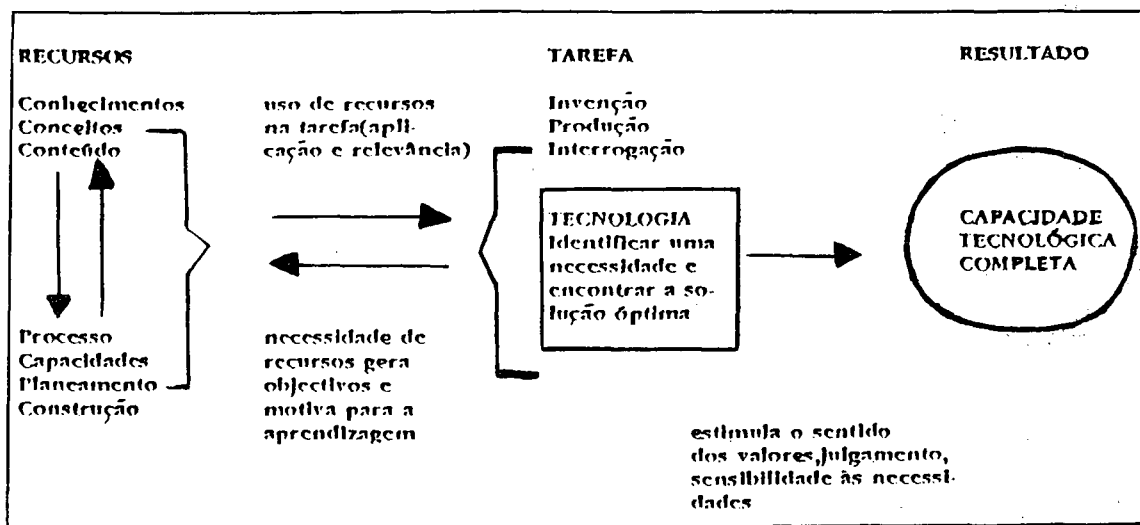 RECURSOS
Conhecimentos
Conceitos
Conteúdo
Processo
Capacidades
Planeamento
Construção
uso de recursos
na tarefa(apli-
cação e relevância)
necessidade de
recursos gera
objectivos e
motiva para a
aprendizagem
TAREFA
Invenção
Produção
Interrogação
TECNOLOGIA
Identificar uma
necessidade e
encontrar a so-
lução óptima
estimula o sentido
dos valores,julgamento,
sensibilidade às necessi-
dades
RESULTADO
CAPACIDADE
TECNOLÓGICA
COMPLETA